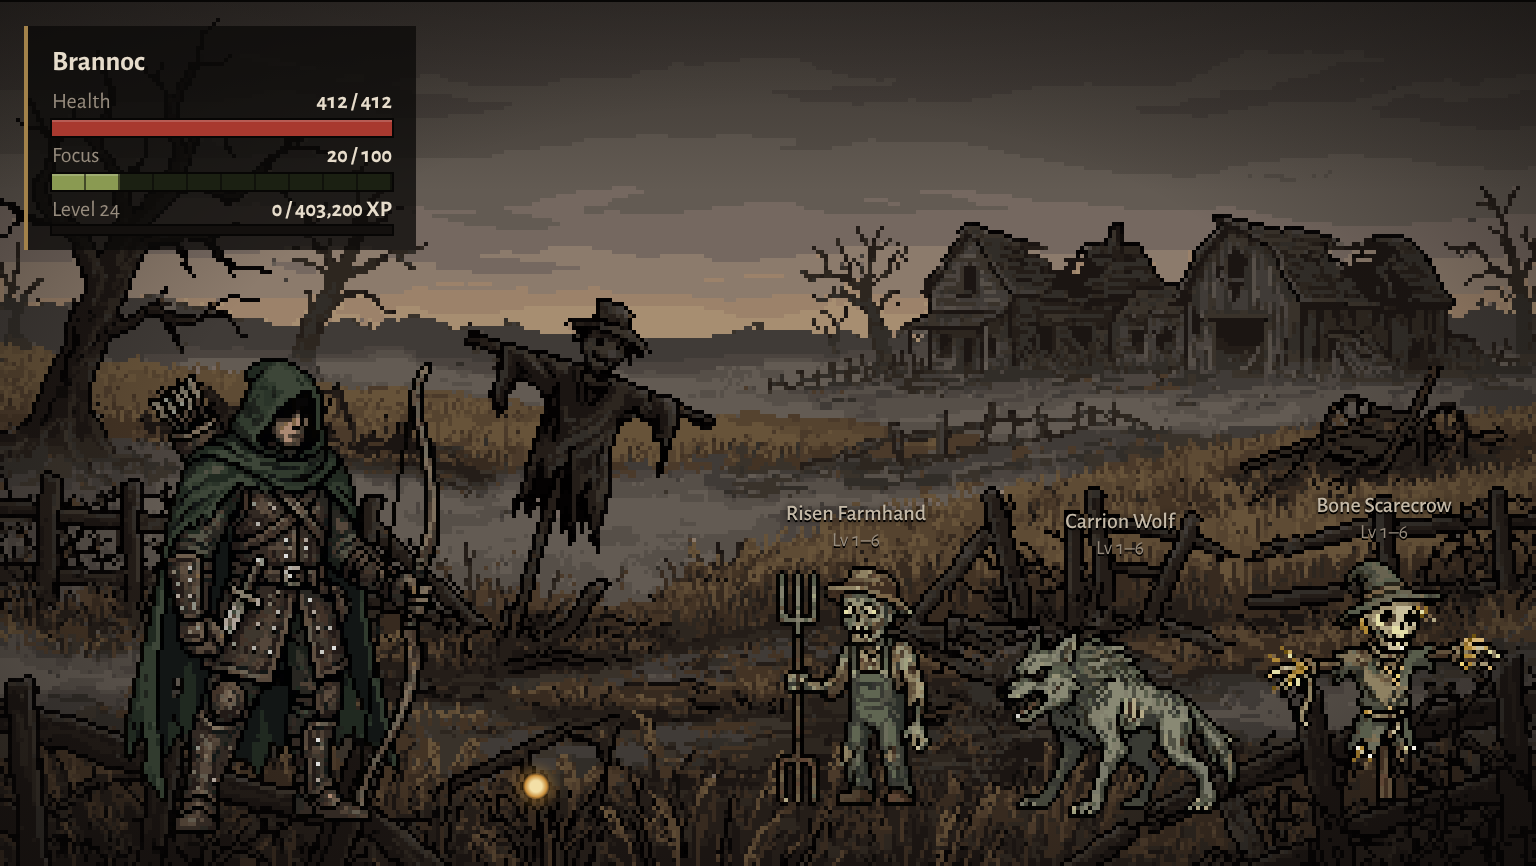 Brannoc
Health 412 / 412
Focus 20 / 100
Level 24 0 / 403,200 XP
Risen Farmhand
Lv 1–6
Carrion Wolf
Lv 1–6
Bone Scarecrow
Lv 1–6